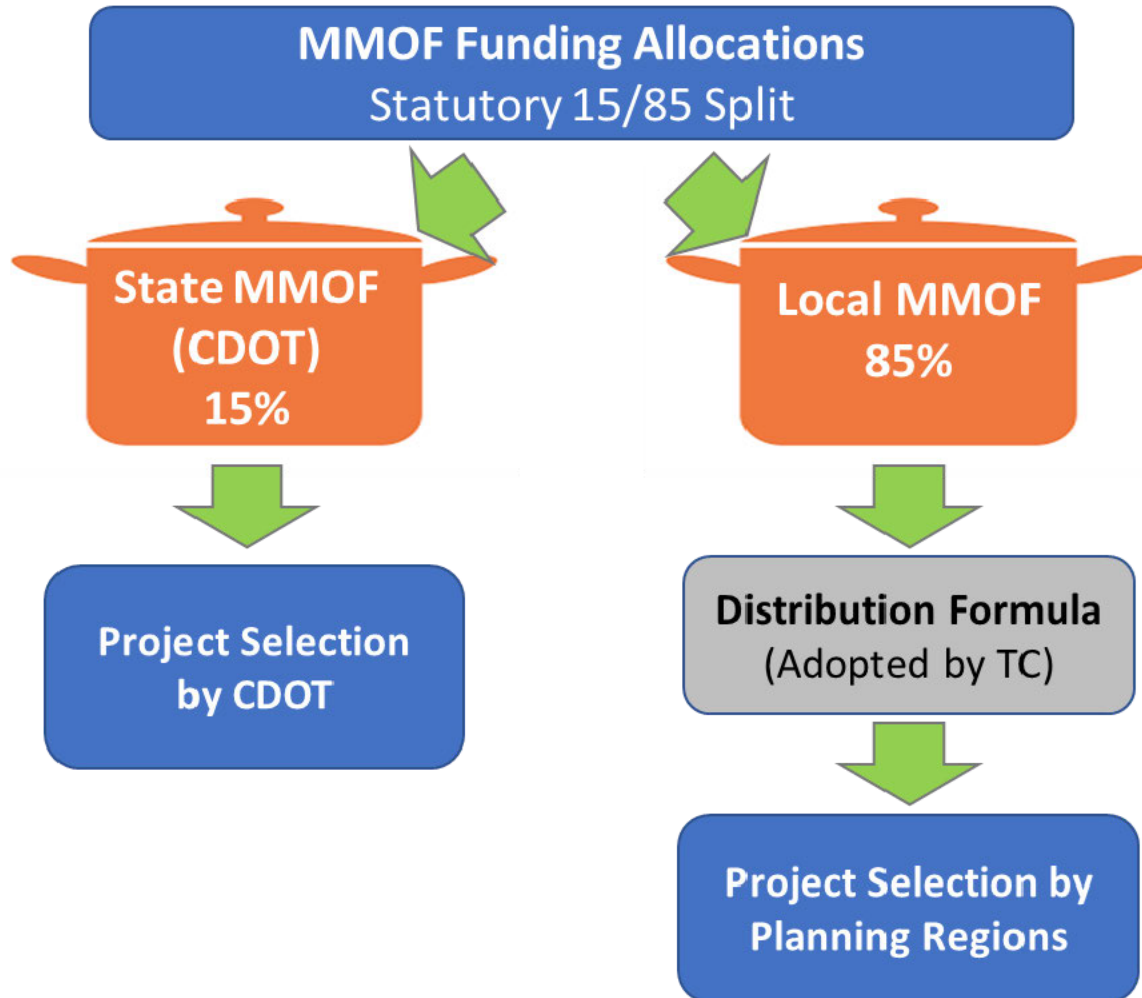 MMOF Funding Allocations
Statutory 15/85 Split
State MMOF
(CDOT)
15%
Local MMOF
85%
Project Selection
by CDOT
Distribution Formula
(Adopted by TC)
Project Selection by
Planning Regions